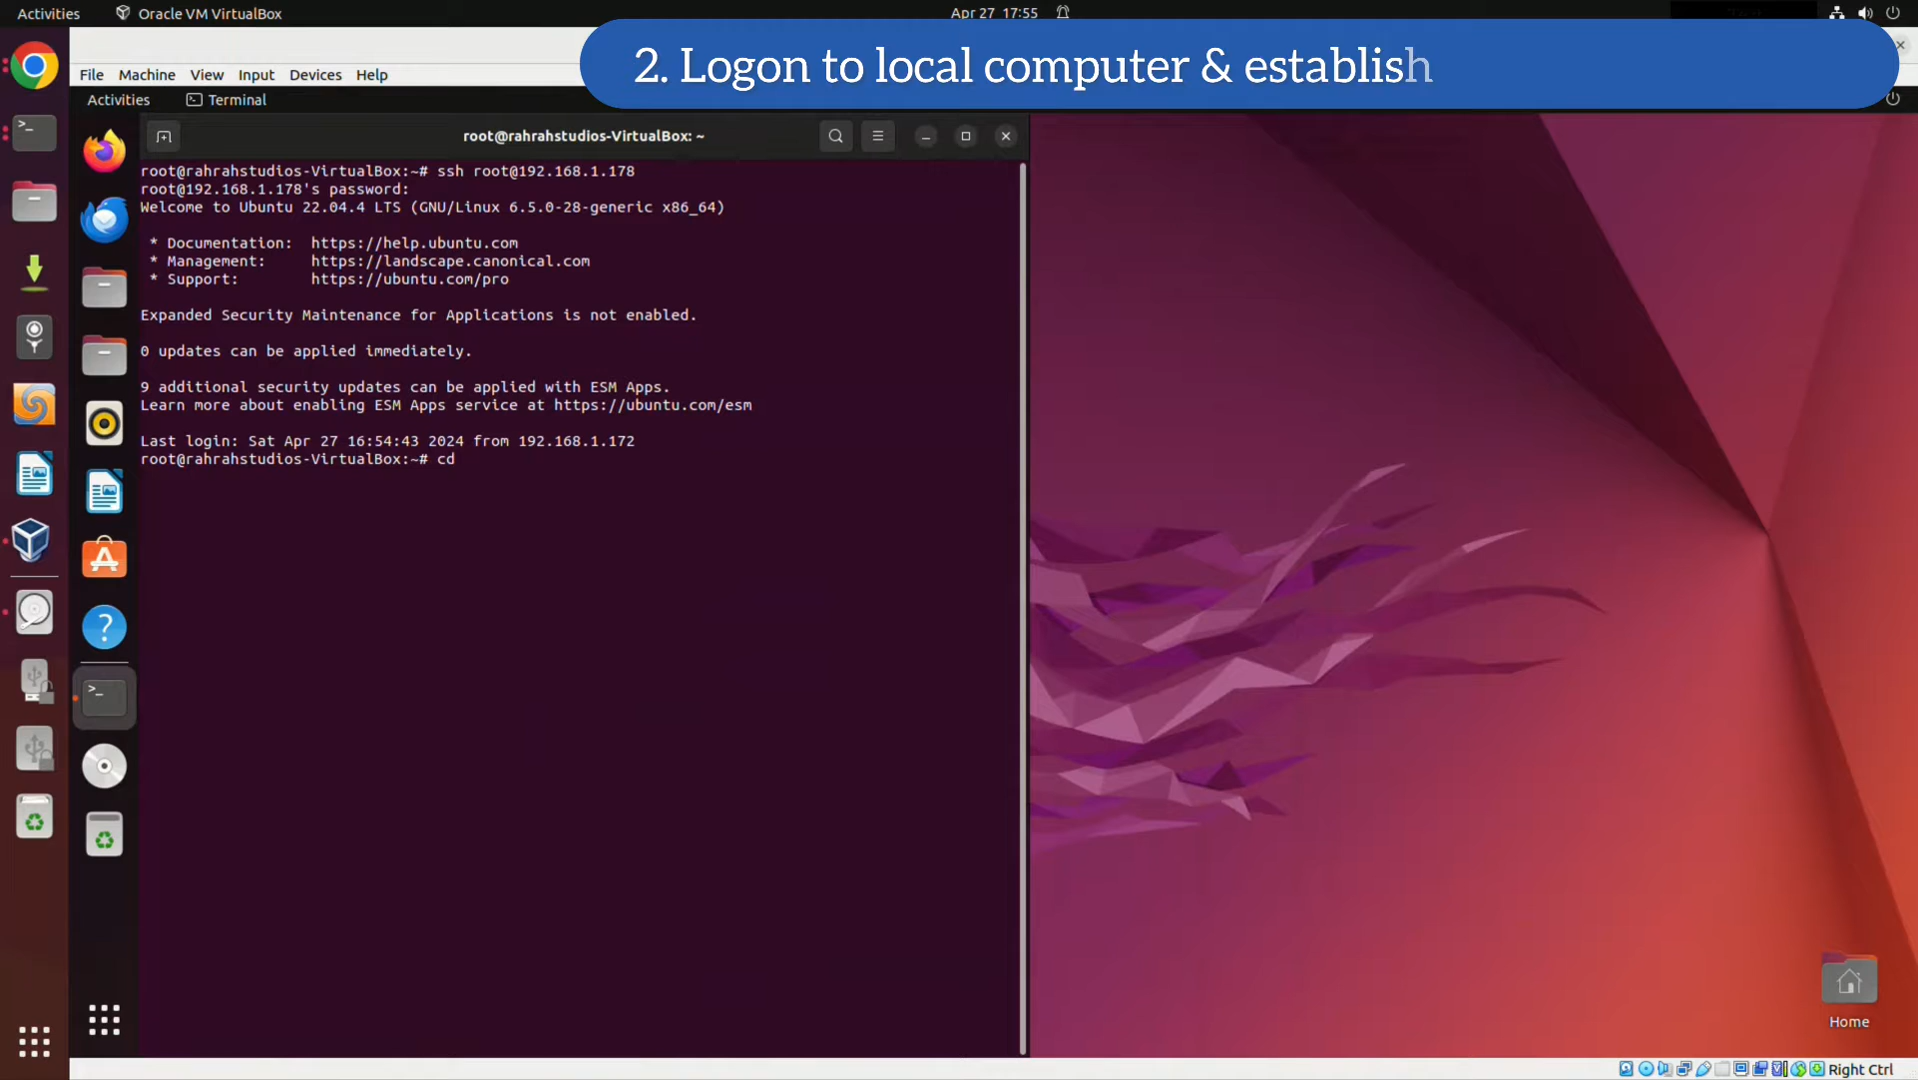 Activities
Oracle VM VirtualBox
Apr 27 17:55
2. Logon to local computer & establish
File Machine View Input Devices Help
Activities
Terminal
root@rahrahstudios-VirtualBox: ~
root@rahrahstudios-VirtualBox:~# ssh root@192.168.1.178
root@192.168.1.178's password:
Welcome to Ubuntu 22.04.4 LTS (GNU/Linux 6.5.0-28-generic x86_64)
* Documentation: https://help.ubuntu.com
* Management: https://landscape.canonical.com
* Support: https://ubuntu.com/pro
Expanded Security Maintenance for Applications is not enabled.
0 updates can be applied immediately.
9 additional security updates can be applied with ESM Apps.
Learn more about enabling ESM Apps service at https://ubuntu.com/esm
Last login: Sat Apr 27 16:54:43 2024 from 192.168.1.172
root@rahrahstudios-VirtualBox:~# cd
Home
Right Ctrl